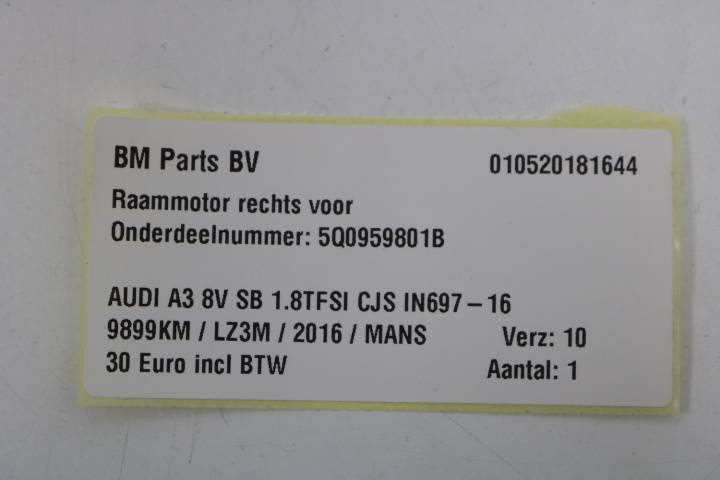 BM Parts BV 010520181644
Raammotor rechts voor
Onderdeelnummer: 5Q0959801B
AUDI A3 8V SB 1.8TFSI CJS IN697-16
9899KM / LZ3M / 2016 / MANS Verz: 10
30 Euro incl BTW Aantal: 1